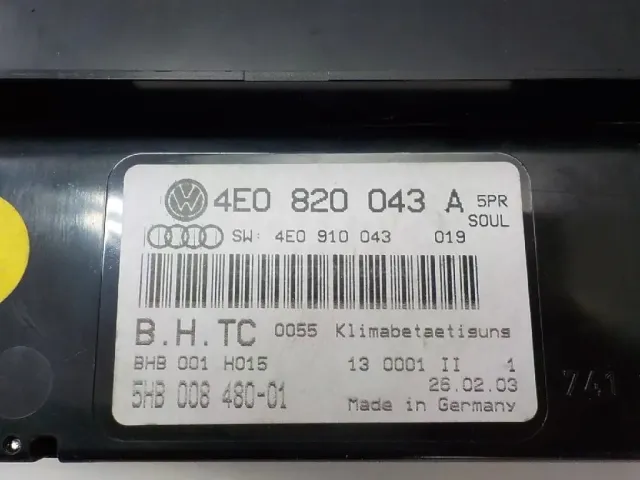 4E0 820 043 A 5PR
SOUL
SW: 4E0 910 043 019
B.H.TC 0055 Klimabetaetisuns
BHB 001 H015 13 0001 II 1
26.02.03
5HB 008 480-01 Made in Germany
741